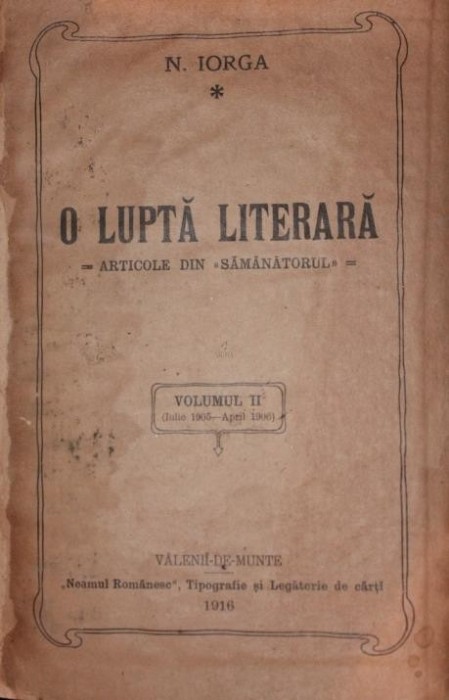 N. IORGA
*
O LUPTĂ LITERARĂ
= ARTICOLE DIN «SĂMĂNĂTORUL» =
VOLUMUL II
(Iulie 1905—April 1906)
VĂLENII-DE-MUNTE
„Neamul Românesc“, Tipografie și Legătorie de cărți
1916